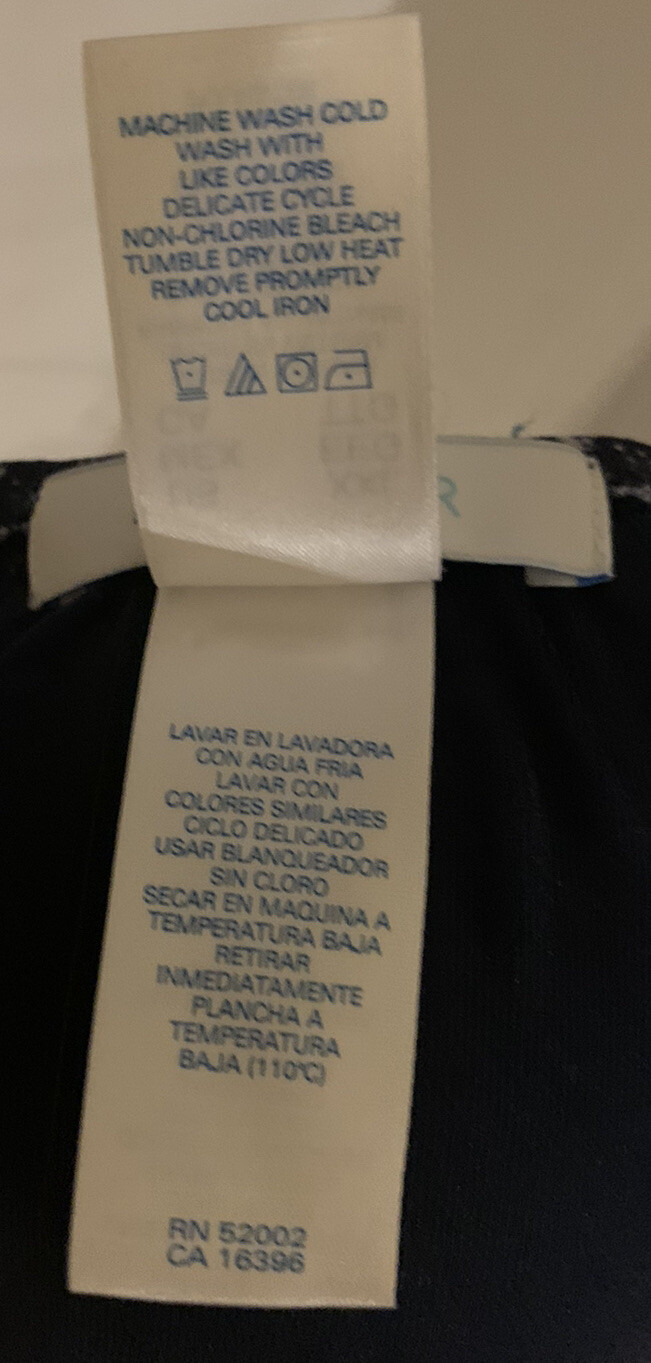 MACHINE WASH COLD
WASH WITH
LIKE COLORS
DELICATE CYCLE
NON-CHLORINE BLEACH
TUMBLE DRY LOW HEAT
REMOVE PROMPTLY
COOL IRON
R
LAVAR EN LAVADORA
CON AGUA FRIA
LAVAR CON
COLORES SIMILARES
CICLO DELICADO
USAR BLANQUEADOR
SIN CLORO
SECAR EN MAQUINA A
TEMPERATURA BAJA
RETIRAR
INMEDIATAMENTE
PLANCHA A
TEMPERATURA
BAJA (110°C)
RN 52002
CA 16396